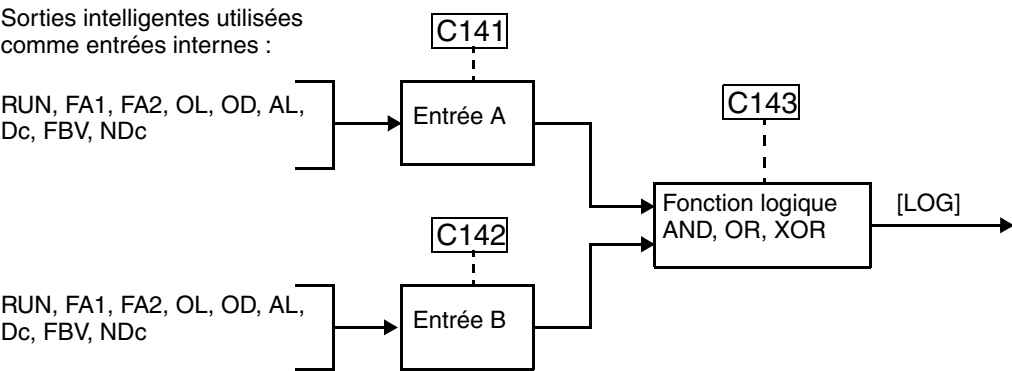 Sorties intelligentes utilisées
comme entrées internes :
C141
RUN, FA1, FA2, OL, OD, AL,
Dc, FBV, NDc
Entrée A
C143
Fonction logique
AND, OR, XOR
[LOG]
C142
RUN, FA1, FA2, OL, OD, AL,
Dc, FBV, NDc
Entrée B